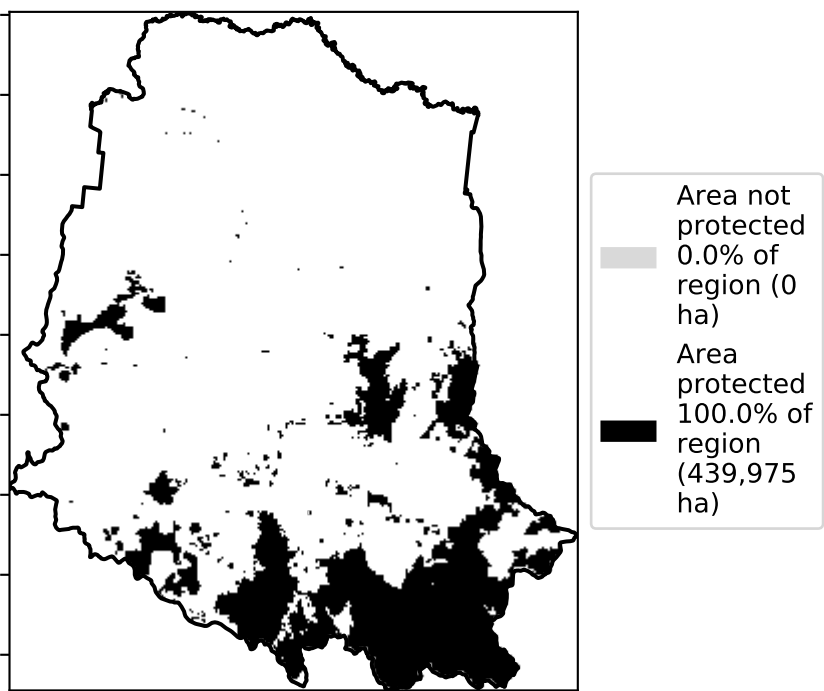 Area not
protected
0.0% of
region (0
ha)
Area
protected
100.0% of
region
(439,975
ha)